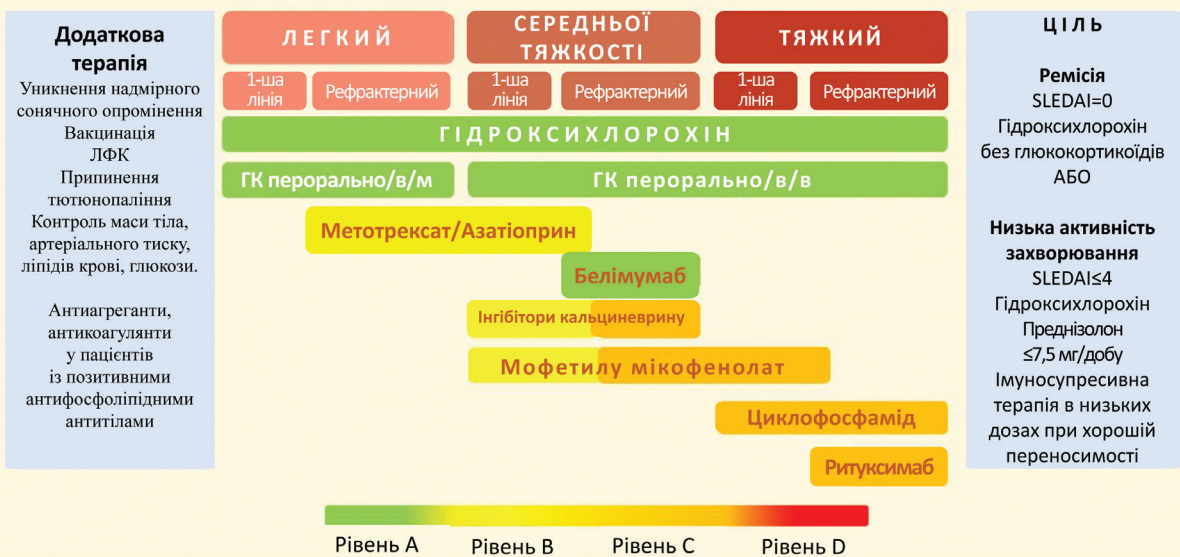 Додаткова
терапія
Уникнення надмірного
сонячного опромінення
Вакцинація
ЛФК
Припинення
тютюнопаління
Контроль маси тіла,
артеріального тиску,
ліпідів крові, глюкози.
Антиагреганти,
антикоагулянти
у пацієнтів
із позитивними
антифосфоліпідними
антитілами
ЛЕГКИЙ
СЕРЕДНЬОЇ
ТЯЖКОСТІ
ТЯЖКИЙ
1-ша
лінія
Рефрактерний
1-ша
лінія
Рефрактерний
1-ша
лінія
Рефрактерний
ГІДРОКСИХЛОРОХІН
ГК перорально/в/м
ГК перорально/в/в
Метотрексат/Азатіоприн
Белімумаб
Інгібітори кальциневрину
Мофетилу мікофенолат
Циклофосфамід
Ритуксимаб
Рівень A
Рівень B
Рівень C
Рівень D
ЦІЛЬ
Ремісія
SLEDAI=0
Гідроксихлорохін
без глюкокортикоїдів
АБО
Низька активність
захворювання
SLEDAI≤4
Гідроксихлорохін
Преднізолон
≤7,5 мг/добу
Імуносупресивна
терапія в низьких
дозах при хорошій
переносимості